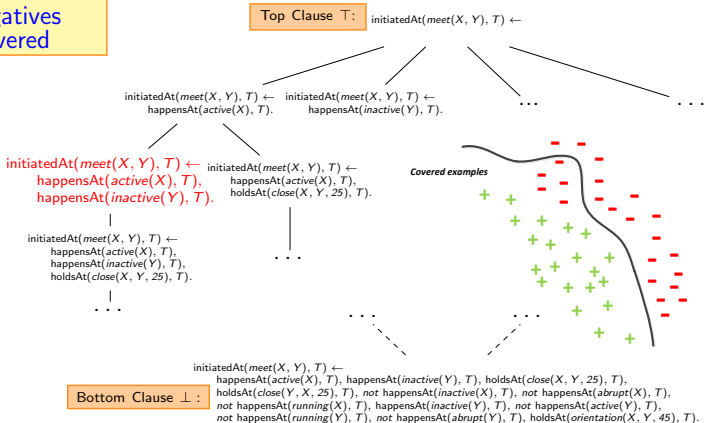 gatives
vered
Top Clause ⊤:
initiatedAt(meet(X, Y), T) ←
initiatedAt(meet(X, Y), T) ←
happensAt(active(X), T).
initiatedAt(meet(X, Y), T) ←
happensAt(inactive(Y), T).
...
. . .
initiatedAt(meet(X, Y), T) ←
happensAt(active(X), T),
happensAt(inactive(Y), T).
initiatedAt(meet(X, Y), T) ←
happensAt(active(X), T),
holdsAt(close(X, Y, 25), T).
Covered examples
initiatedAt(meet(X, Y), T) ←
happensAt(active(X), T),
happensAt(inactive(Y), T),
holdsAt(close(X, Y, 25), T).
. . .
. . .
. . .
. . .
Bottom Clause ⊥ :
initiatedAt(meet(X, Y), T) ←
happensAt(active(X), T), happensAt(inactive(Y), T), holdsAt(close(X, Y, 25), T),
holdsAt(close(Y, X, 25), T), not happensAt(inactive(X), T), not happensAt(abrupt(X), T),
not happensAt(running(X), T), happensAt(inactive(Y), T), not happensAt(active(Y), T),
not happensAt(running(Y), T), not happensAt(abrupt(Y), T), holdsAt(orientation(X, Y, 45), T).